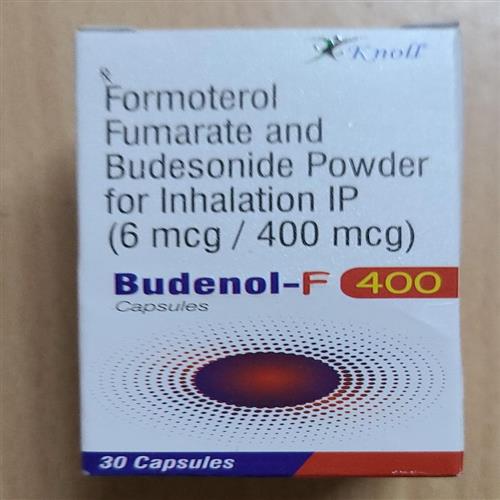 Knoll
℞
Formoterol
Fumarate and
Budesonide Powder
for Inhalation IP
(6 mcg / 400 mcg)
Budenol-F 400
Capsules
30 Capsules